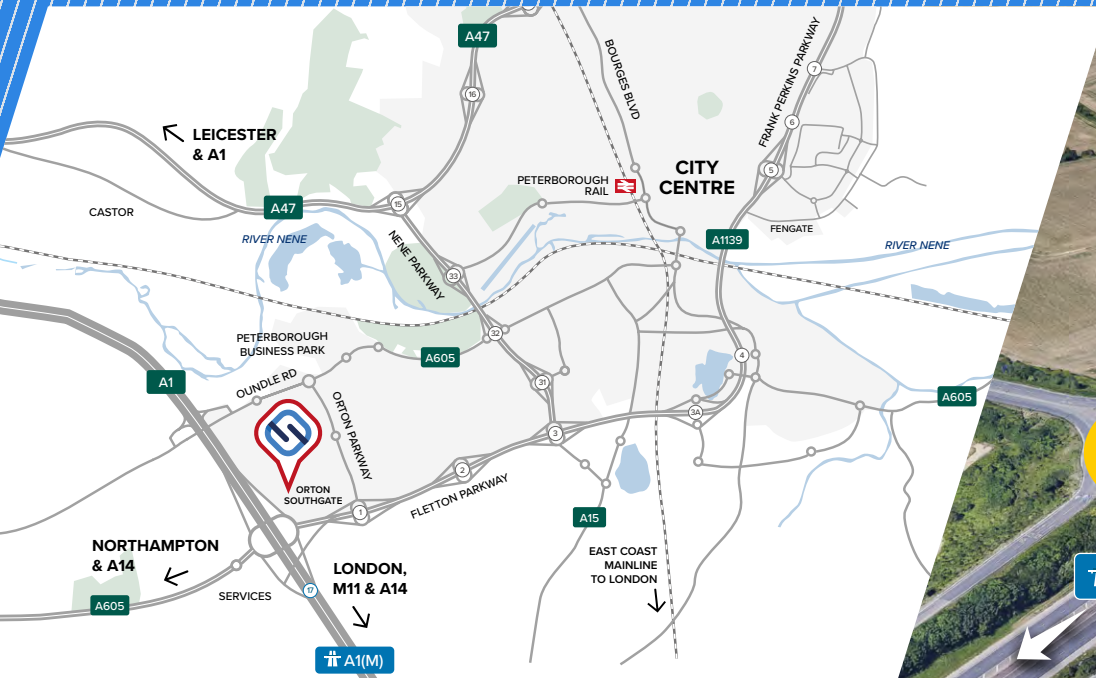 A47
16
BOURGES BLVD
FRANK PERKINS PARKWAY
7
6
5
LEICESTER
& A1
CITY
CENTRE
PETERBOROUGH
RAIL
A47
15
CASTOR
RIVER NENE
NENE PARKWAY
33
A1139
FENGATE
RIVER NENE
PETERBOROUGH
BUSINESS PARK
32
A605
4
A1
OUNDLE RD
31
ORTON PARKWAY
3A
A605
3
2
ORTON
SOUTHGATE
FLETTON PARKWAY
1
A15
NORTHAMPTON
& A14
EAST COAST
MAINLINE
TO LONDON
LONDON,
M11 & A14
SERVICES
17
A605
A1(M)